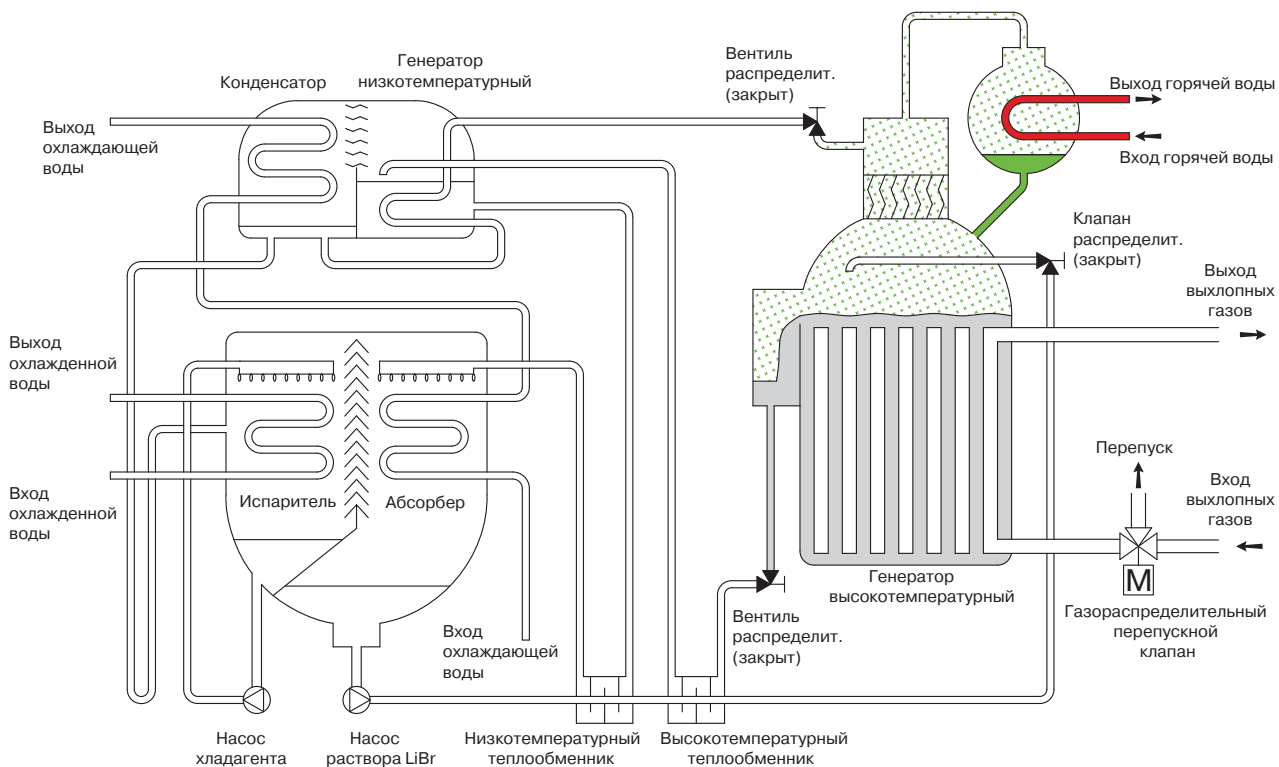 Вентиль
распределит.
(закрыт)
Генератор
низкотемпературный
Конденсатор
Выход
охлаждающей
воды
Выход горячей воды
Вход горячей воды
Клапан
распределит.
(закрыт)
Выход
выхлопных
газов
Выход
охлажденной
воды
Перепуск
Вход
выхлопных
газов
Вход
охлажденной
воды
Испаритель
Абсорбер
M
Генератор
высокотемпературный
Газораспределительный
перепускной
клапан
Вентиль
распределит.
(закрыт)
Вход
охлаждающей
воды
Насос
хладагента
Насос
раствора LiBr
Низкотемпературный
теплообменник
Высокотемпературный
теплообменник